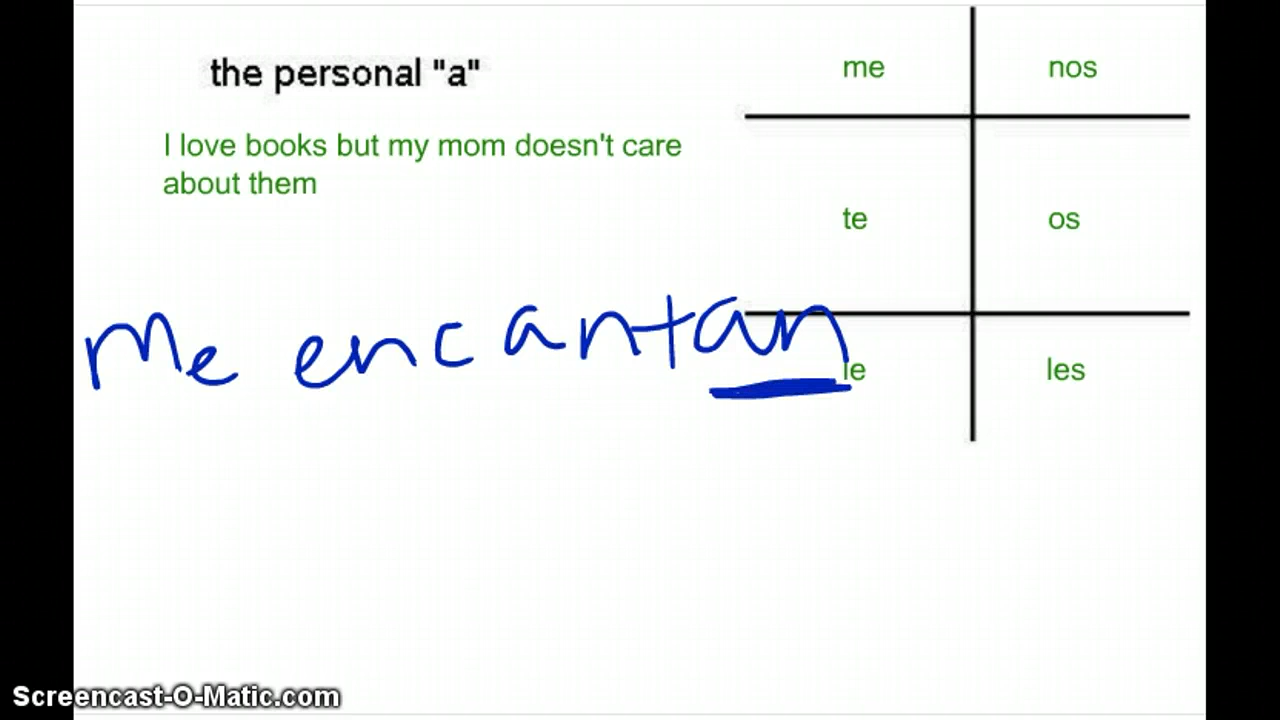 the personal "a"
I love books but my mom doesn't care
about them
me nos
te os
le les
me encantan
Screencast-O-Matic.com